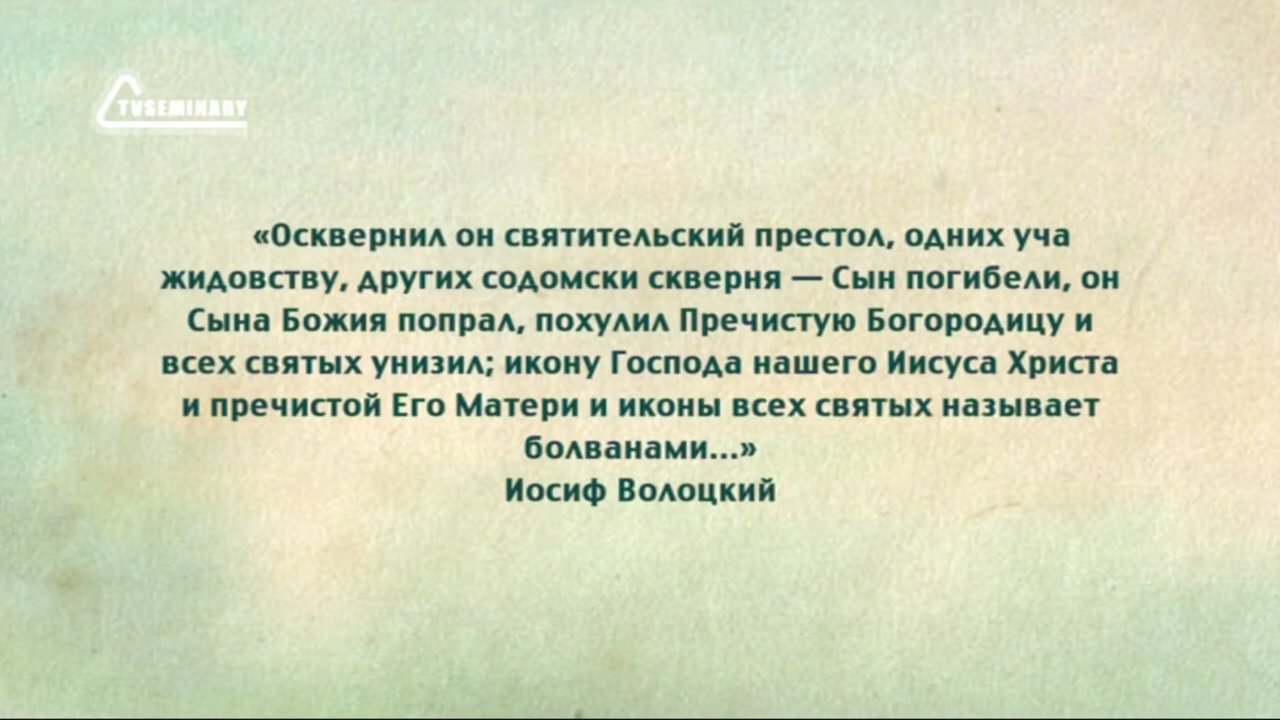 TVSEMINARY
«Осквернил он святительский престол, одних уча
жидовству, других содомски скверня — Сын погибели, он
Сына Божия попрал, похулил Пречистую Богородицу и
всех святых унизил; икону Господа нашего Иисуса Христа
и пречистой Его Матери и иконы всех святых называет
болванами...»
Иосиф Волоцкий